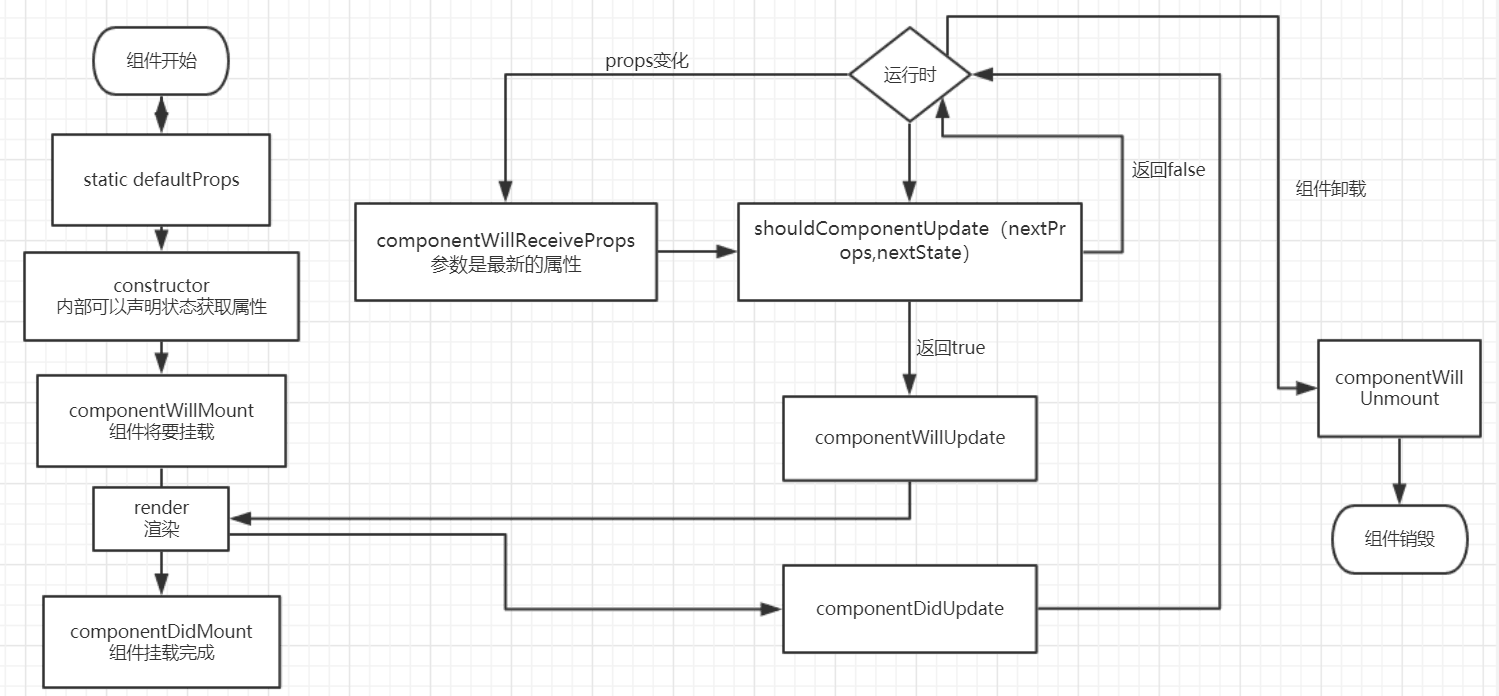 组件开始
static defaultProps
constructor
内部可以声明状态获取属性
componentWillMount
组件将要挂载
render
渲染
componentDidMount
组件挂载完成
props变化
运行时
componentWillReceiveProps
参数是最新的属性
shouldComponentUpdate（nextPr
ops,nextState）
返回false
返回true
componentWillUpdate
componentDidUpdate
组件卸载
componentWill
Unmount
组件销毁